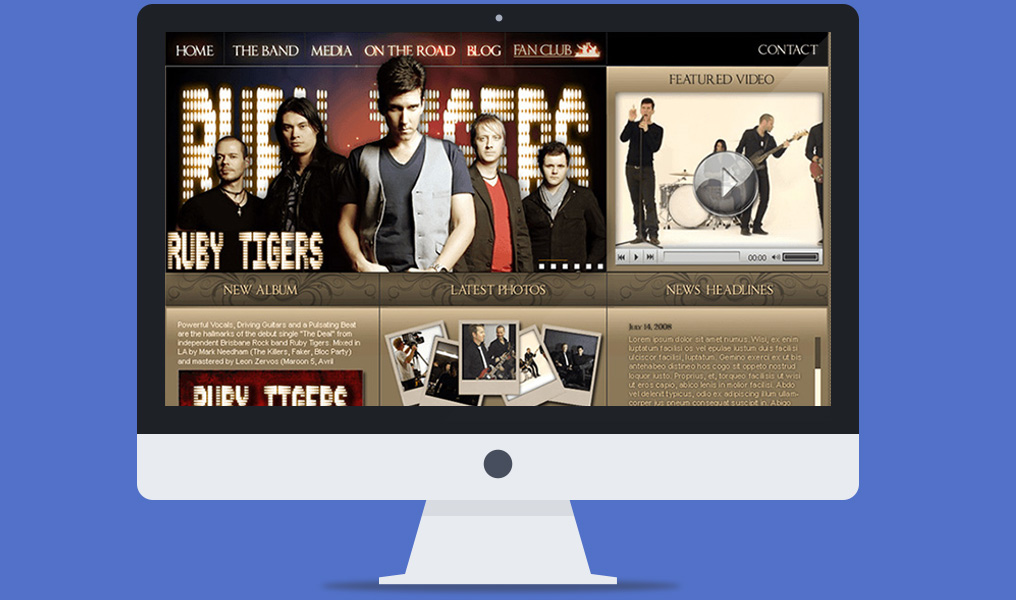 HOME THE BAND MEDIA ON THE ROAD BLOG FAN CLUB CONTACT
RUBY TIGERS
FEATURED VIDEO
RUBY TIGERS
00:00
NEW ALBUM LATEST PHOTOS NEWS HEADLINES
Powerful Vocals, Driving Guitars and a Pulsating Beat
are the hallmarks of the debut single "The Deal" from
independent Brisbane Rock band Ruby Tigers. Mixed in
LA by Mark Needham (The Killers, Faker, Bloc Party)
and mastered by Leon Zervos (Maroon 5, Avril
RUBY TIGERS
July 14, 2008
Lorem ipsum dolor sit amet numus. Wisi, ex enim
luptatum facilisi os vel epulae iustum duis facilisi
ulciscor facilisi, luptatum. Gemino exerci ex ut bis
antehabeo distineo hos cogo sit oppeto nostrud
loquor iusto. Proprius, et, torqueo facilisis ut wisi
ut eros capio, abico lenis in molior facilisi. Abdo
vel delenit typicus, odio ex adipiscing illum ullam-
corper ius pneum consequat suscipit in. Abigo